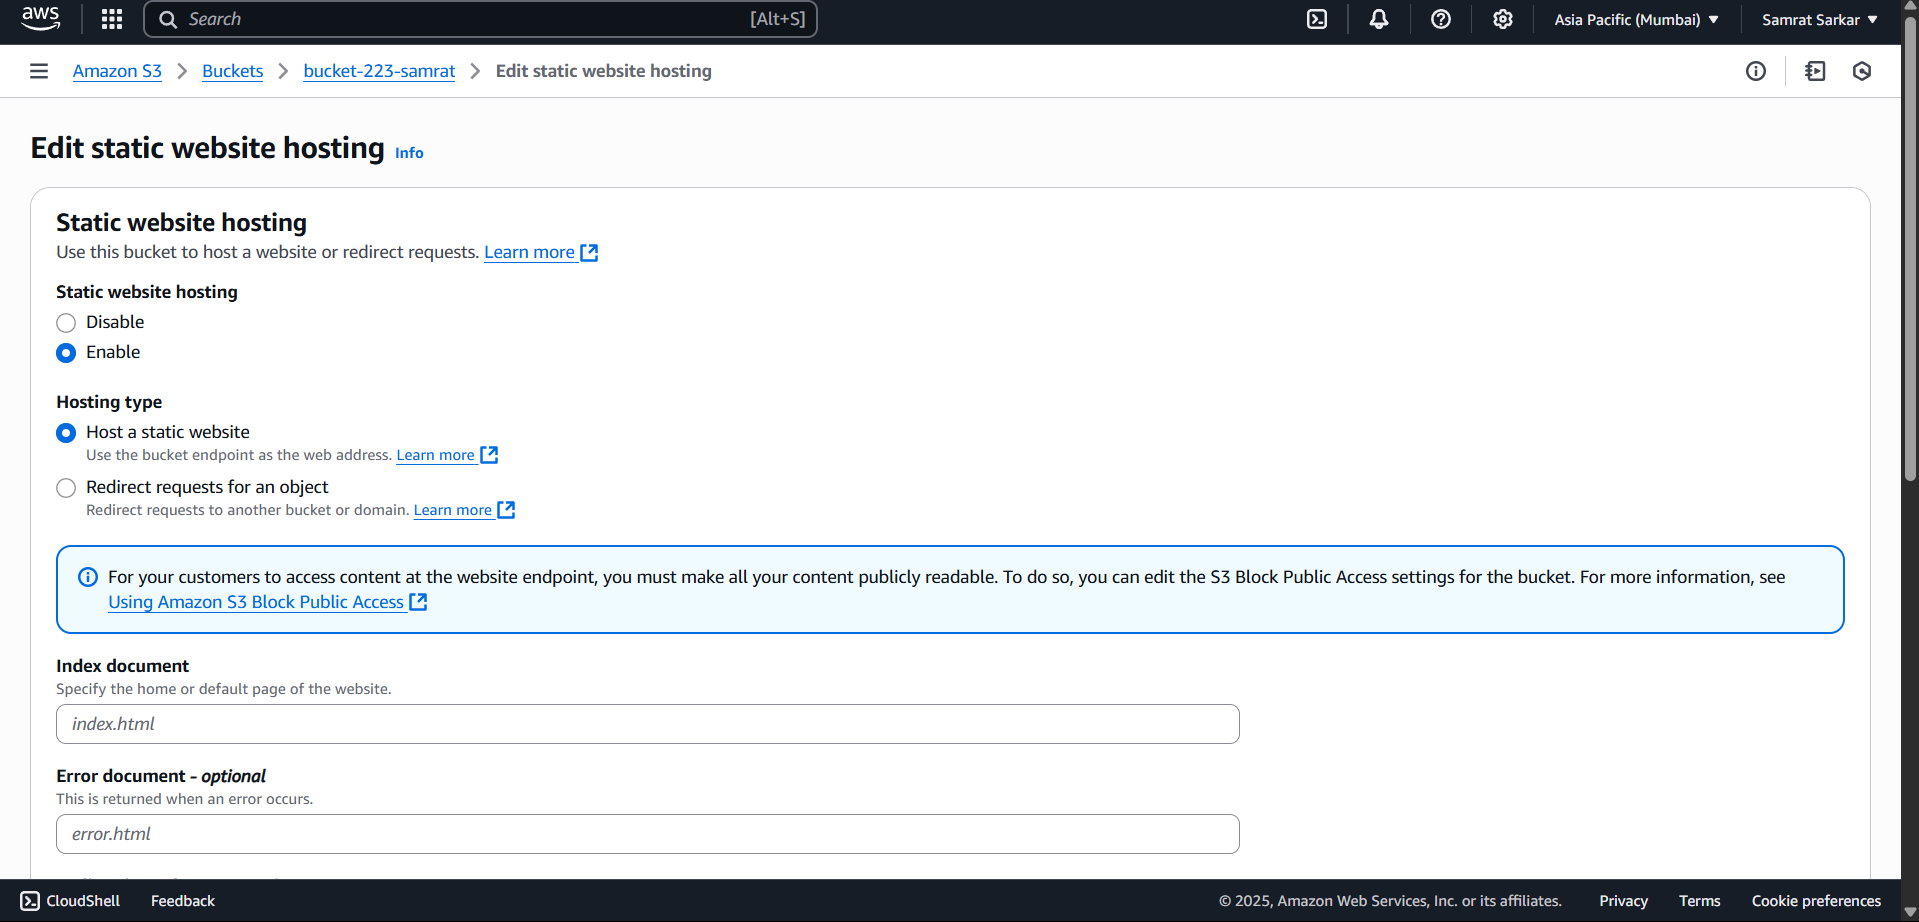 aws
Search [Alt+S] Asia Pacific (Mumbai) Samrat Sarkar
Amazon S3 Buckets bucket-223-samrat Edit static website hosting
Edit static website hosting Info
Static website hosting
Use this bucket to host a website or redirect requests. Learn more
Static website hosting
Disable
Enable
Hosting type
Host a static website
Use the bucket endpoint as the web address. Learn more
Redirect requests for an object
Redirect requests to another bucket or domain. Learn more
For your customers to access content at the website endpoint, you must make all your content publicly readable. To do so, you can edit the S3 Block Public Access settings for the bucket. For more information, see
Using Amazon S3 Block Public Access
Index document
Specify the home or default page of the website.
index.html
Error document - optional
This is returned when an error occurs.
error.html
CloudShell Feedback © 2025, Amazon Web Services, Inc. or its affiliates. Privacy Terms Cookie preferences